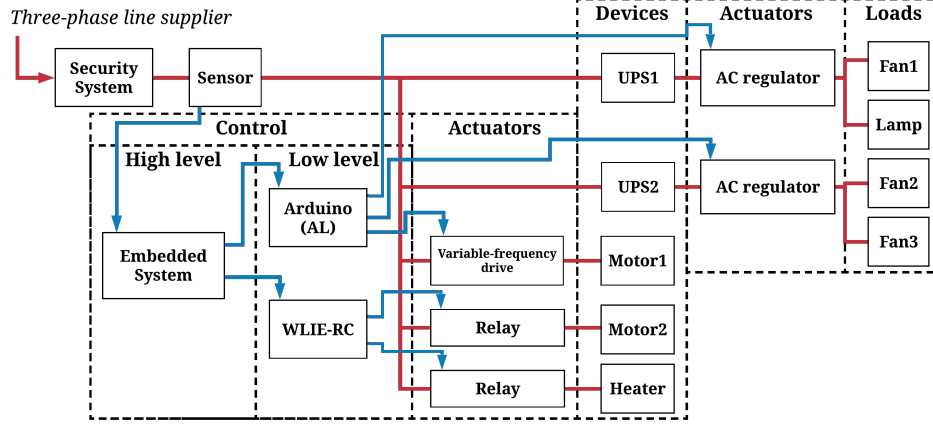 Three-phase line supplier
Devices
Actuators
Loads
Security
System
Sensor
UPS1
AC regulator
Fan1
Lamp
Control
Actuators
High level
Low level
UPS2
AC regulator
Fan2
Fan3
Arduino
(AL)
Embedded
System
Variable-frequency
drive
Motor1
WLIE-RC
Relay
Motor2
Relay
Heater